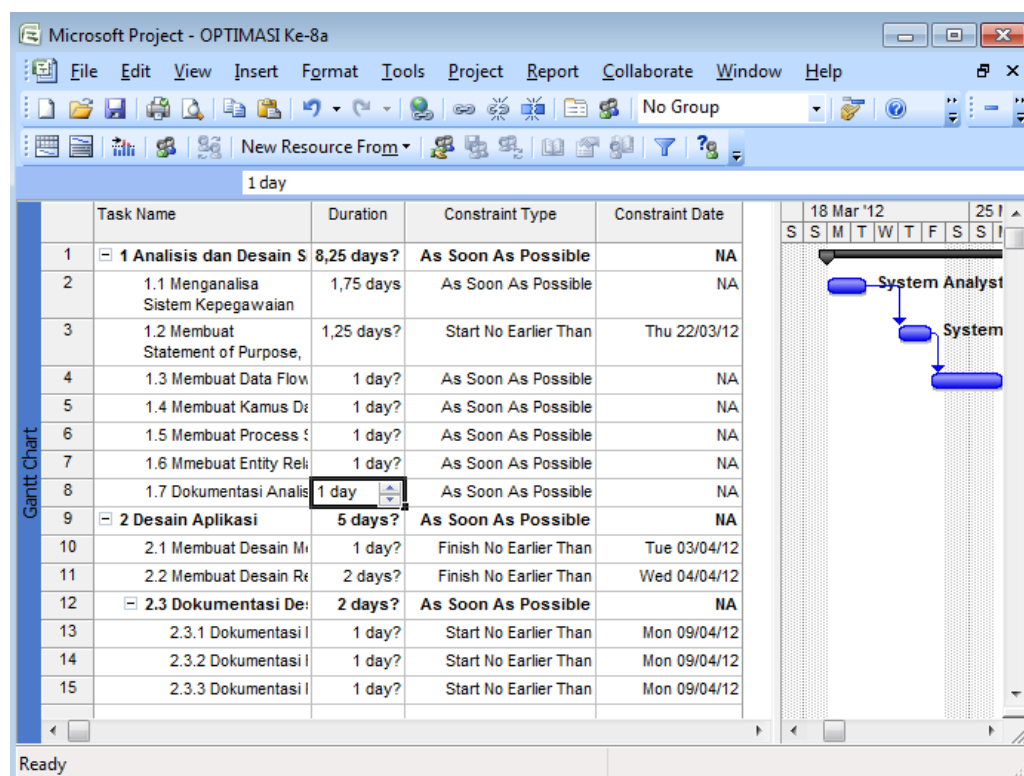 Microsoft Project - OPTIMASI Ke-8a
File Edit View Insert Format Tools Project Report Collaborate Window Help
No Group
New Resource From
1 day
Task Name Duration Constraint Type Constraint Date 18 Mar '12 25
S S M T W T F S S
1 1 Analisis dan Desain S 8,25 days? As Soon As Possible NA
2 1.1 Menganalisa 1,75 days As Soon As Possible NA System Analyst
Sistem Kepegawaian
3 1.2 Membuat 1,25 days? Start No Earlier Than Thu 22/03/12 System
Statement of Purpose,
4 1.3 Membuat Data Flow 1 day? As Soon As Possible NA
5 1.4 Membuat Kamus Da 1 day? As Soon As Possible NA
6 1.5 Membuat Process 1 day? As Soon As Possible NA
7 1.6 Mmebuat Entity Rela 1 day? As Soon As Possible NA
8 1.7 Dokumentasi Analis 1 day As Soon As Possible NA
9 2 Desain Aplikasi 5 days? As Soon As Possible NA
10 2.1 Membuat Desain 1 day? Finish No Earlier Than Tue 03/04/12
11 2.2 Membuat Desain Re 2 days? Finish No Earlier Than Wed 04/04/12
12 2.3 Dokumentasi 2 days? As Soon As Possible NA
13 2.3.1 Dokumentasi 1 day? Start No Earlier Than Mon 09/04/12
14 2.3.2 Dokumentasi 1 day? Start No Earlier Than Mon 09/04/12
15 2.3.3 Dokumentasi 1 day? Start No Earlier Than Mon 09/04/12
Gantt Chart
Ready